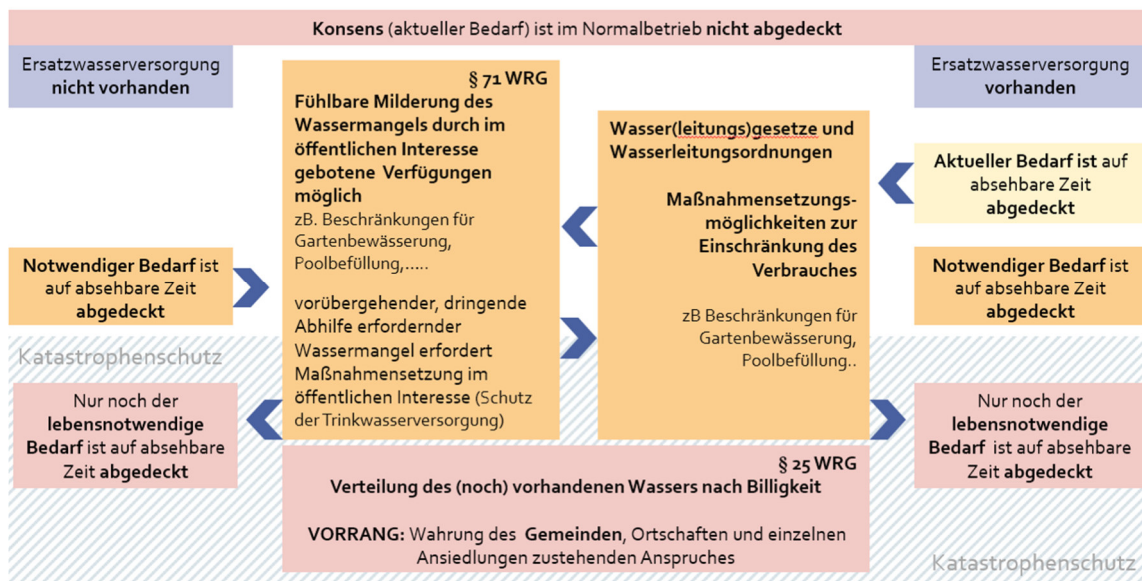 Konsens (aktueller Bedarf) ist im Normalbetrieb nicht abgedeckt
Ersatzwasserversorgung
nicht vorhanden
Notwendiger Bedarf ist
auf absehbare Zeit
abgedeckt
Katastrophenschutz
Nur noch der
lebensnotwendige
Bedarf ist auf absehbare
Zeit abgedeckt
§ 71 WRG
Fühlbare Milderung des
Wassermangels durch im
öffentlichen Interesse
gebotene Verfügungen
möglich
zB. Beschränkungen für
Gartenbewässerung,
Poolbefüllung,.....
vorübergehender, dringende
Abhilfe erfordernder
Wassermangel erfordert
Maßnahmensetzung im
öffentlichen Interesse (Schutz
der Trinkwasserversorgung)
Wasser(leitungs)gesetze und
Wasserleitungsordnungen
Maßnahmensetzungs-
möglichkeiten zur
Einschränkung des
Verbrauches
zB Beschränkungen für
Gartenbewässerung,
Poolbefüllung..
Ersatzwasserversorgung
vorhanden
Aktueller Bedarf ist auf
absehbare Zeit
abgedeckt
Notwendiger Bedarf ist
auf absehbare Zeit
abgedeckt
Nur noch der
lebensnotwendige
Bedarf ist auf absehbare
Zeit abgedeckt
§ 25 WRG
Verteilung des (noch) vorhandenen Wassers nach Billigkeit
VORRANG: Wahrung des Gemeinden, Ortschaften und einzelnen
Ansiedlungen zustehenden Anspruches
Katastrophenschutz